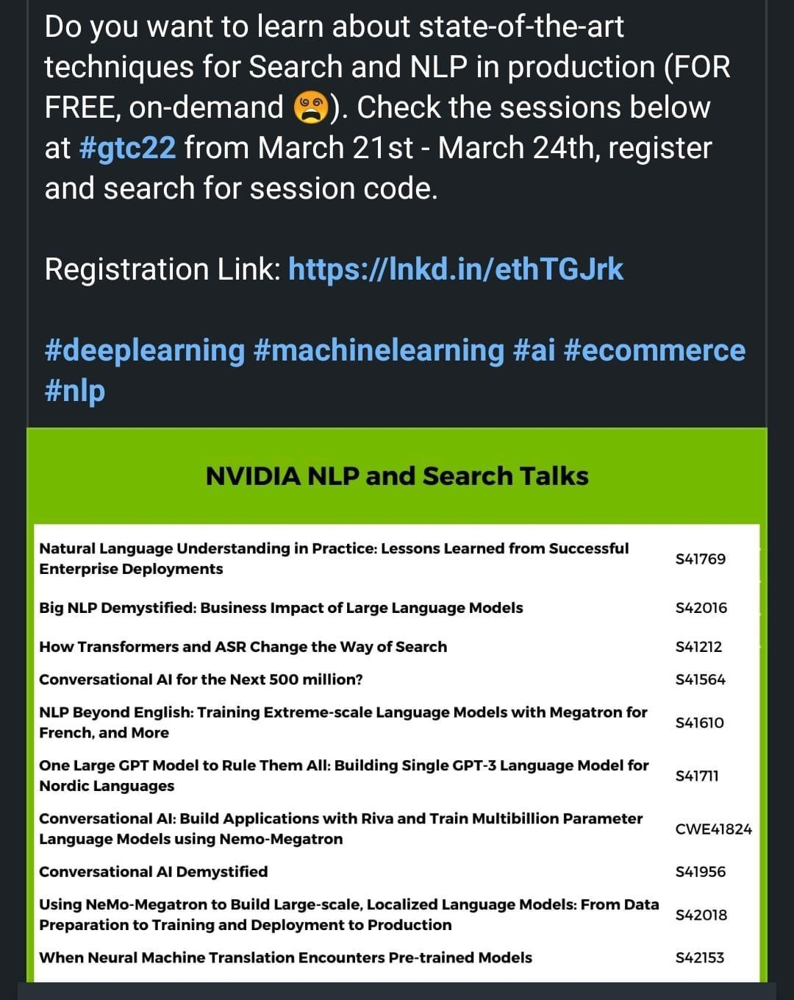 Do you want to learn about state-of-the-art
techniques for Search and NLP in production (FOR
FREE, on-demand 😵). Check the sessions below
at #gtc22 from March 21st - March 24th, register
and search for session code.
Registration Link: https://lnkd.in/ethTGJrk
#deeplearning #machinelearning #ai #ecommerce
#nlp
NVIDIA NLP and Search Talks
Natural Language Understanding in Practice: Lessons Learned from Successful
Enterprise Deployments
S41769
Big NLP Demystified: Business Impact of Large Language Models
S42016
How Transformers and ASR Change the Way of Search
S41212
Conversational AI for the Next 500 million?
S41564
NLP Beyond English: Training Extreme-scale Language Models with Megatron for
French, and More
S41610
One Large GPT Model to Rule Them All: Building Single GPT-3 Language Model for
Nordic Languages
S41711
Conversational AI: Build Applications with Riva and Train Multibillion Parameter
Language Models using Nemo-Megatron
CWE41824
Conversational AI Demystified
S41956
Using NeMo-Megatron to Build Large-scale, Localized Language Models: From Data
Preparation to Training and Deployment to Production
S42018
When Neural Machine Translation Encounters Pre-trained Models
S42153